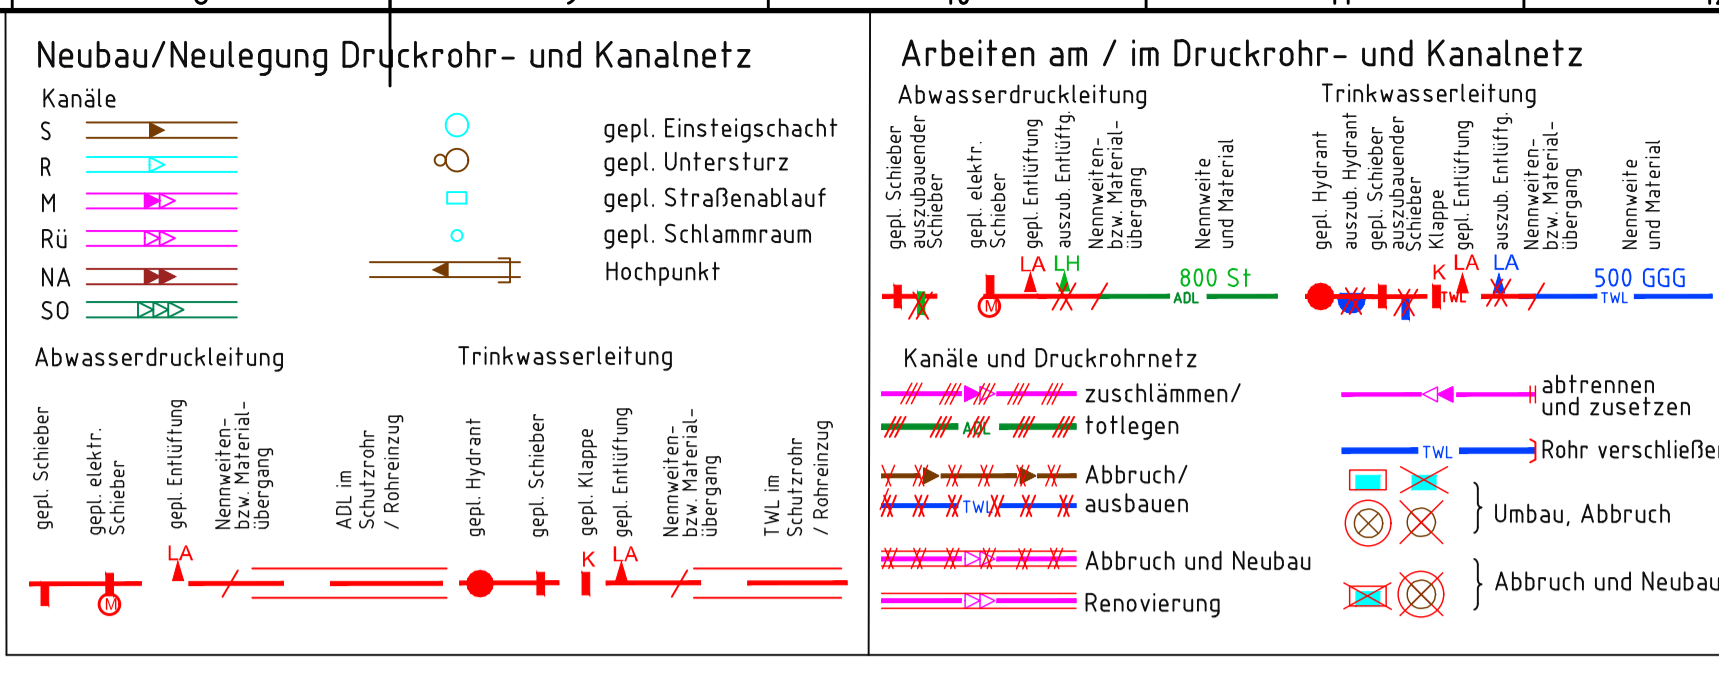 Neubau/Neulegung Druckrohr- und Kanalnetz
Kanäle
S
R
M
Rü
NA
SO
gepl. Einsteigschacht
gepl. Untersturz
gepl. Straßenablauf
gepl. Schlammraum
Hochpunkt
Abwasserdruckleitung
gepl. Schieber
gepl. elektr.
Schieber
gepl. Entlüftung
Nennweiten-
bzw. Material-
übergang
ADL im
Schutzrohr
/ Rohreinzug
M
LA
Trinkwasserleitung
gepl. Hydrant
gepl. Schieber
gepl. Klappe
gepl. Entlüftung
Nennweiten-
bzw. Material-
übergang
TWL im
Schutzrohr
/ Rohreinzug
K
LA
Arbeiten am / im Druckrohr- und Kanalnetz
Abwasserdruckleitung
gepl. Schieber
auszubauender
Schieber
gepl. elektr.
Schieber
gepl. Entlüftung
auszub. Entlüftg.
Nennweiten-
bzw. Material-
übergang
Nennweite
und Material
M
LA
LH
800 St
ADL
Trinkwasserleitung
gepl. Hydrant
auszub. Hydrant
gepl. Schieber
auszubauender
Schieber
Klappe
gepl. Entlüftung
auszub. Entlüftg.
Nennweiten-
bzw. Material-
übergang
Nennweite
und Material
K
LA
TWL
LA
500 GGG
TWL
Kanäle und Druckrohrnetz
zuschlämmen/
ADL
totlegen
Abbruch/
TWL
ausbauen
Abbruch und Neubau
Renovierung
abtrennen
und zusetzen
TWL
Rohr verschließe
Umbau, Abbruch
Abbruch und Neubau